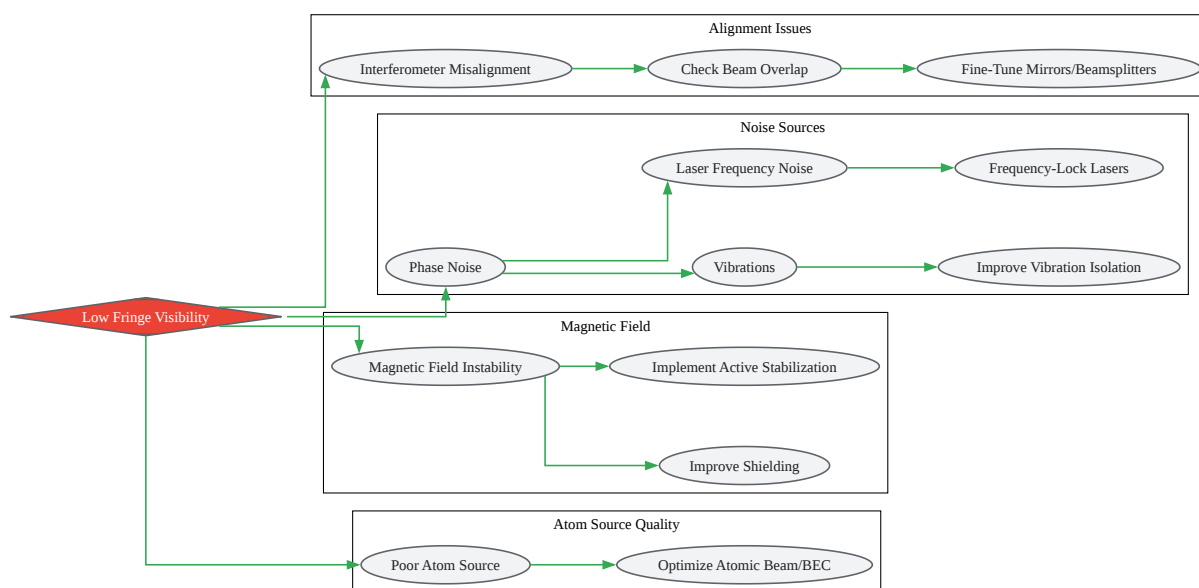 Alignment Issues
Interferometer Misalignment
Check Beam Overlap
Fine-Tune Mirrors/Beamsplitters
Noise Sources
Laser Frequency Noise
Frequency-Lock Lasers
Phase Noise
Vibrations
Improve Vibration Isolation
Low Fringe Visibility
Magnetic Field
Magnetic Field Instability
Implement Active Stabilization
Improve Shielding
Atom Source Quality
Poor Atom Source
Optimize Atomic Beam/BEC